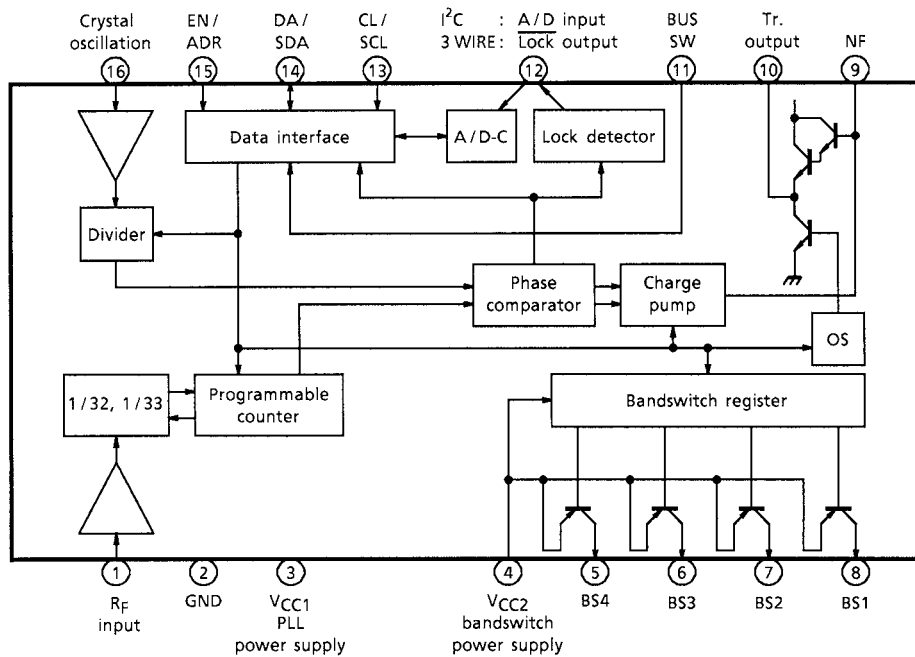 Crystal
oscillation
EN /
ADR
DA /
SDA
CL /
SCL
I²C : A / D input
3 WIRE : Lock output
BUS
SW
Tr.
output
NF
16
15
14
13
12
11
10
9
Data interface
A / D-C
Lock detector
Divider
Phase
comparator
Charge
pump
OS
1 / 32, 1 / 33
Programmable
counter
Bandswitch register
1
2
3
4
5
6
7
8
RF
input
GND
VCC1
PLL
power supply
VCC2
bandswitch
power supply
BS4
BS3
BS2
BS1